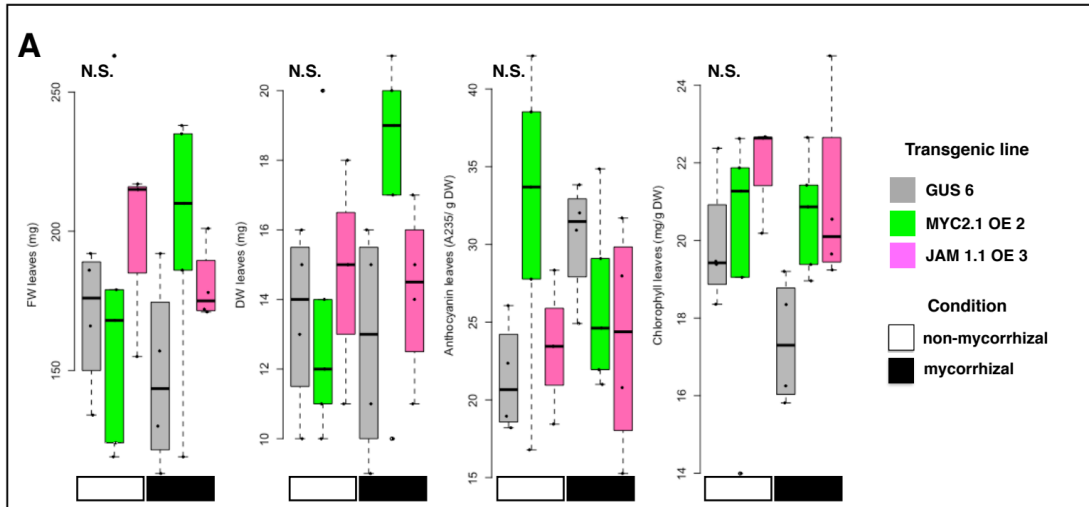 A
N.S.
FW leaves (mg)
250
200
150
N.S.
DW leaves (mg)
20
18
16
14
12
10
N.S.
Anthocyanin leaves (A235/ g DW)
40
35
30
25
20
15
N.S.
Chlorophyll leaves (mg/g DW)
24
22
20
18
16
14
Transgenic line
GUS 6
MYC2.1 OE 2
JAM 1.1 OE 3
Condition
non-mycorrhizal
mycorrhizal